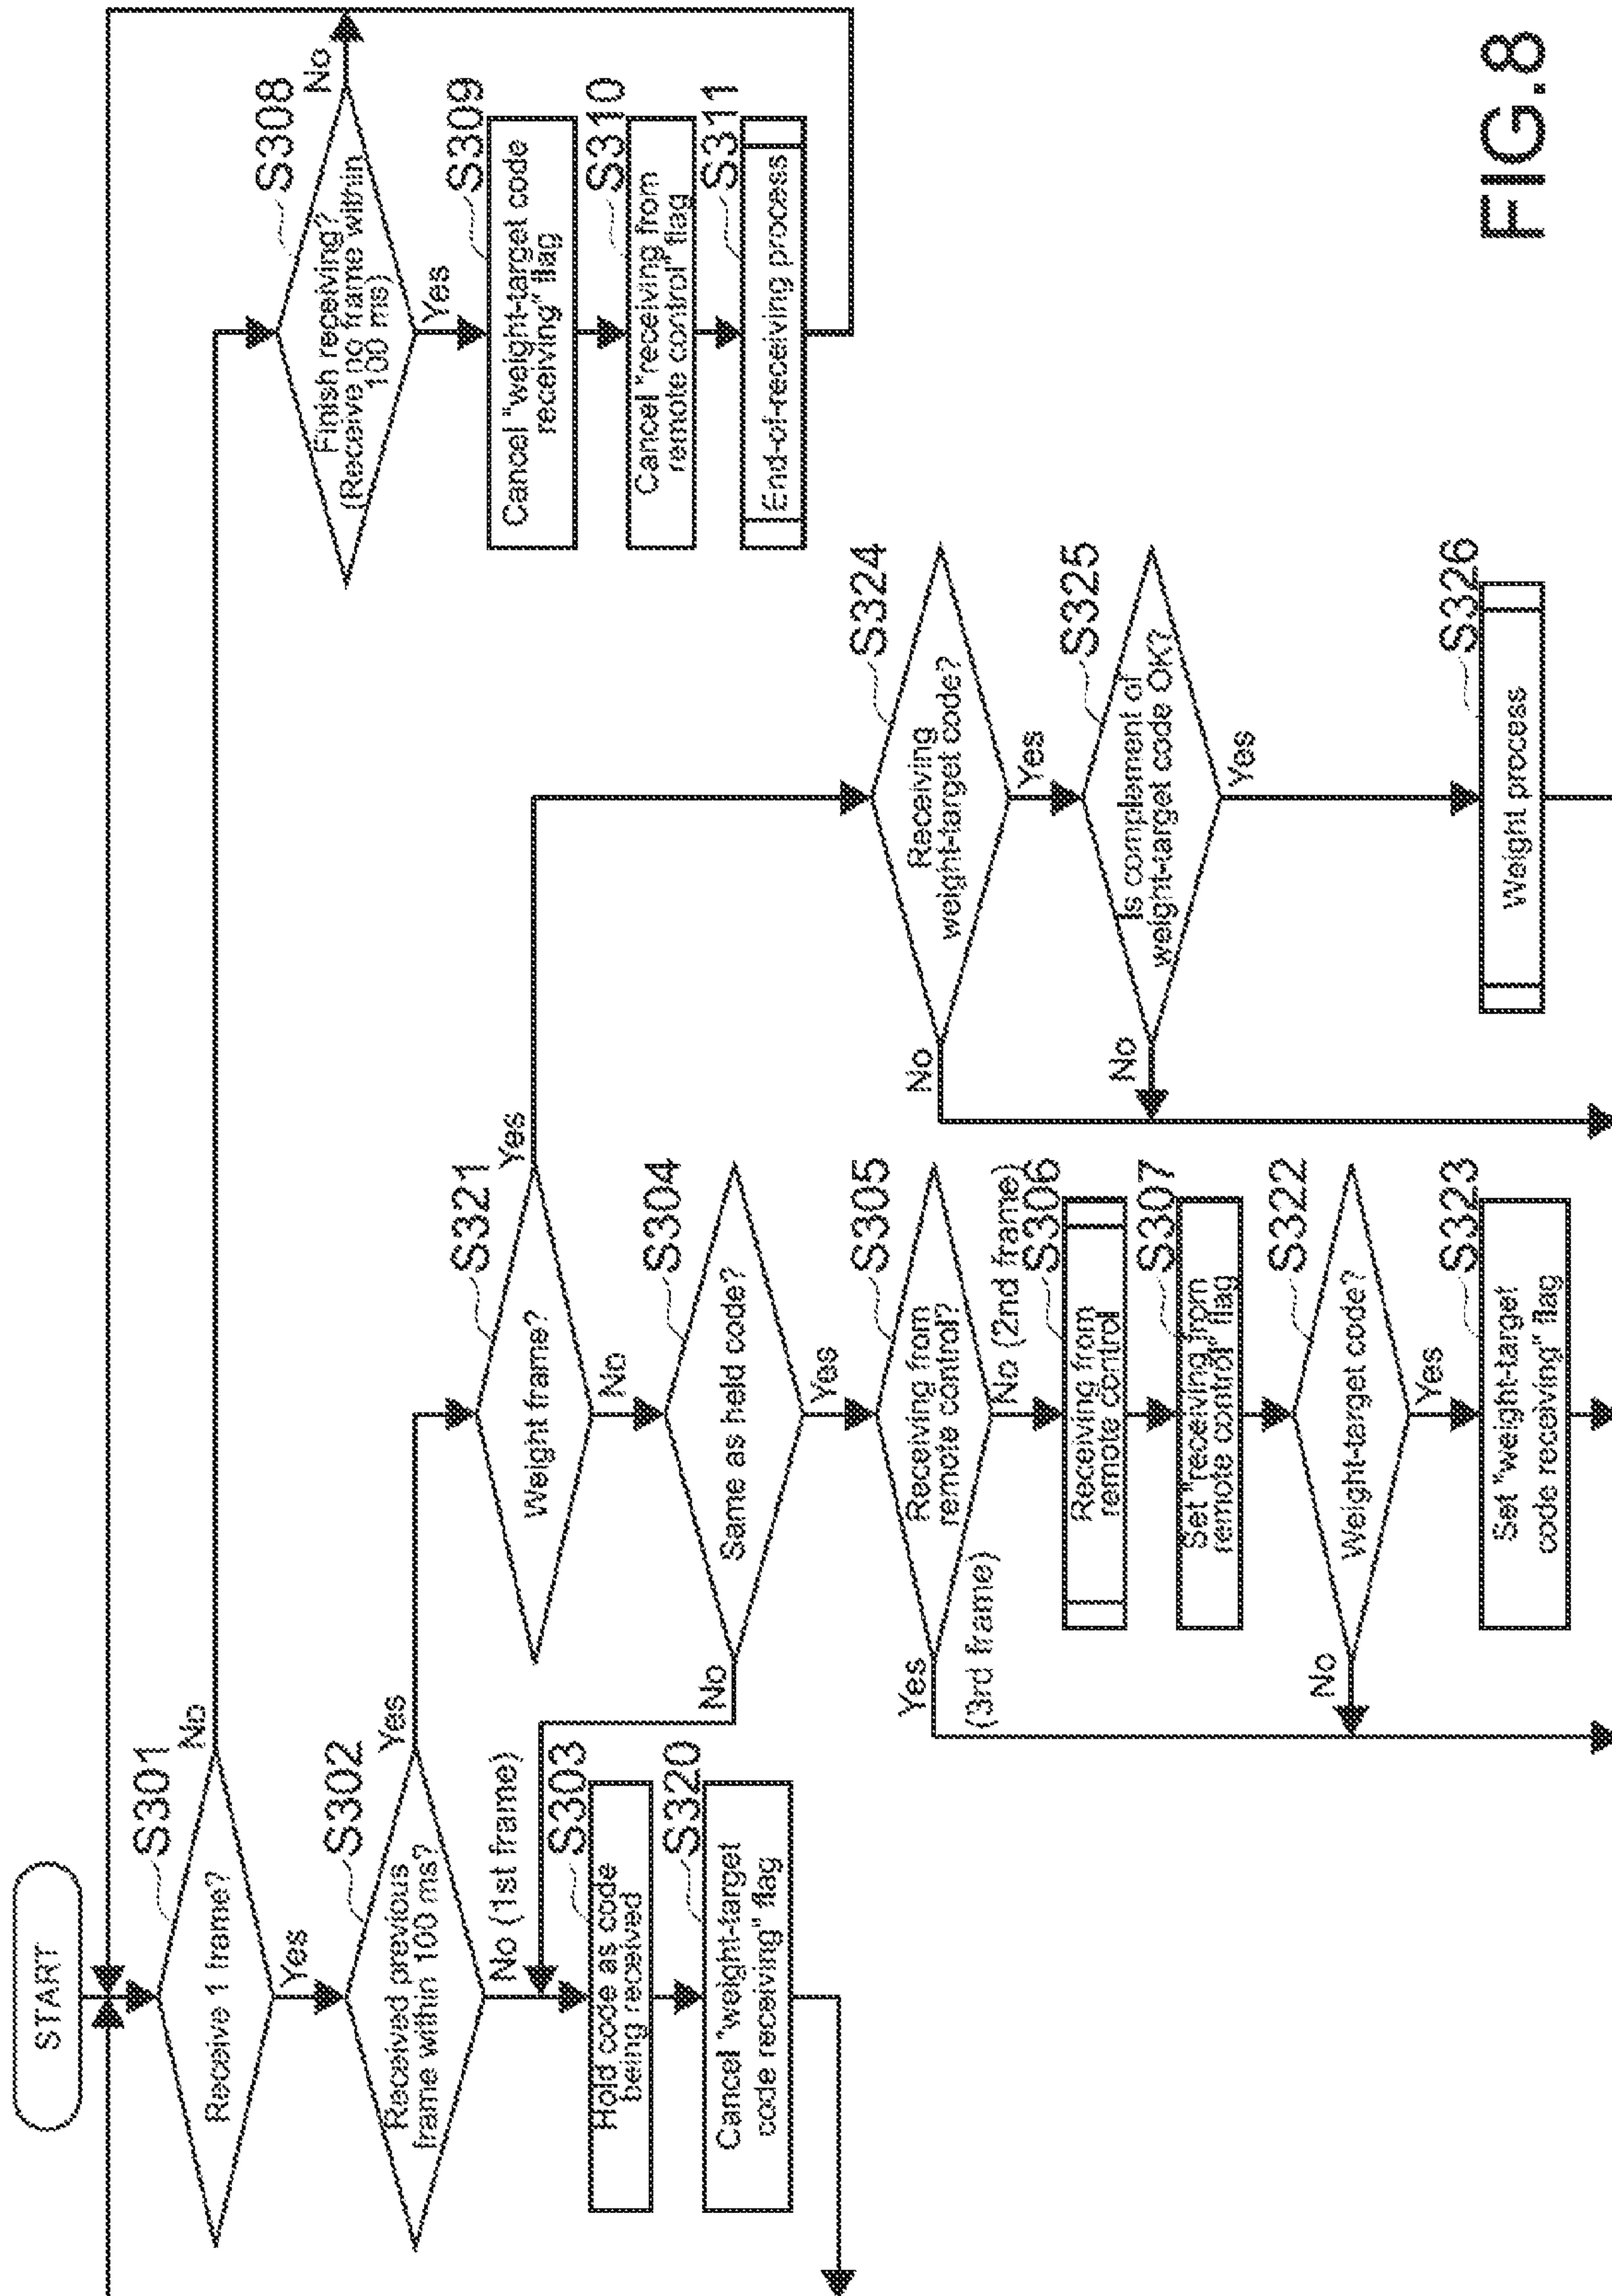 START
S301
Receive 1 frame?
No
Yes
S302
Received previous
frame within 100 ms?
Yes
No (1st frame)
S303
Hold code as code
being received
S320
Cancel "weight-target
code receiving" flag
S321
Weight frame?
Yes
No
S304
Same as held code?
No
Yes
S305
Receiving from
remote control?
Yes
(3rd frame)
No (2nd frame)
S306
Receiving from
remote control
S307
Set "receiving from
remote control" flag
S322
Weight-target code?
No
Yes
S323
Set "weight-target
code receiving" flag
S324
Receiving
weight-target code?
No
Yes
S325
Is complement of
weight-target code OK?
No
Yes
S326
Weight process
S308
Finish receiving?
(Receive no frame within
100 ms)
No
Yes
S309
Cancel "weight-target code
receiving" flag
S310
Cancel "receiving from
remote control" flag
S311
End-of-receiving process
FIG.8